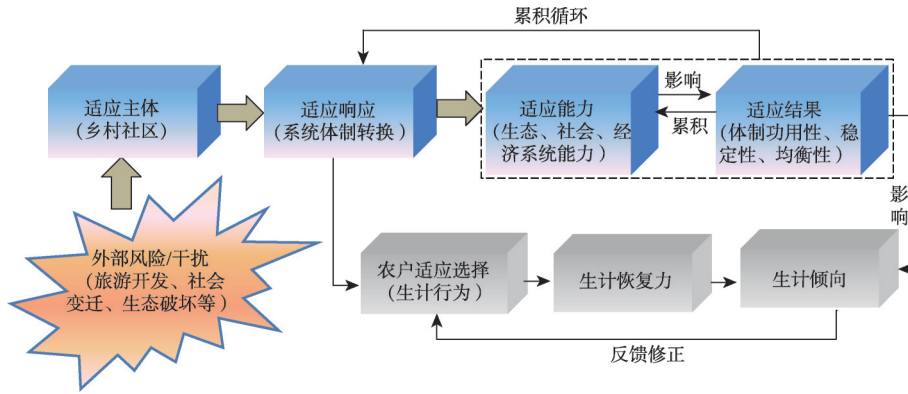 累积循环
适应主体
（乡村社区）
适应响应
（系统体制转换）
适应能力
（生态、社会、经
济系统能力）
影响
累积
适应结果
（体制功用性、稳
定性、均衡性）
影
响
外部风险/干扰
（旅游开发、社会
变迁、生态破坏等）
农户适应选择
（生计行为）
生计恢复力
生计倾向
反馈修正